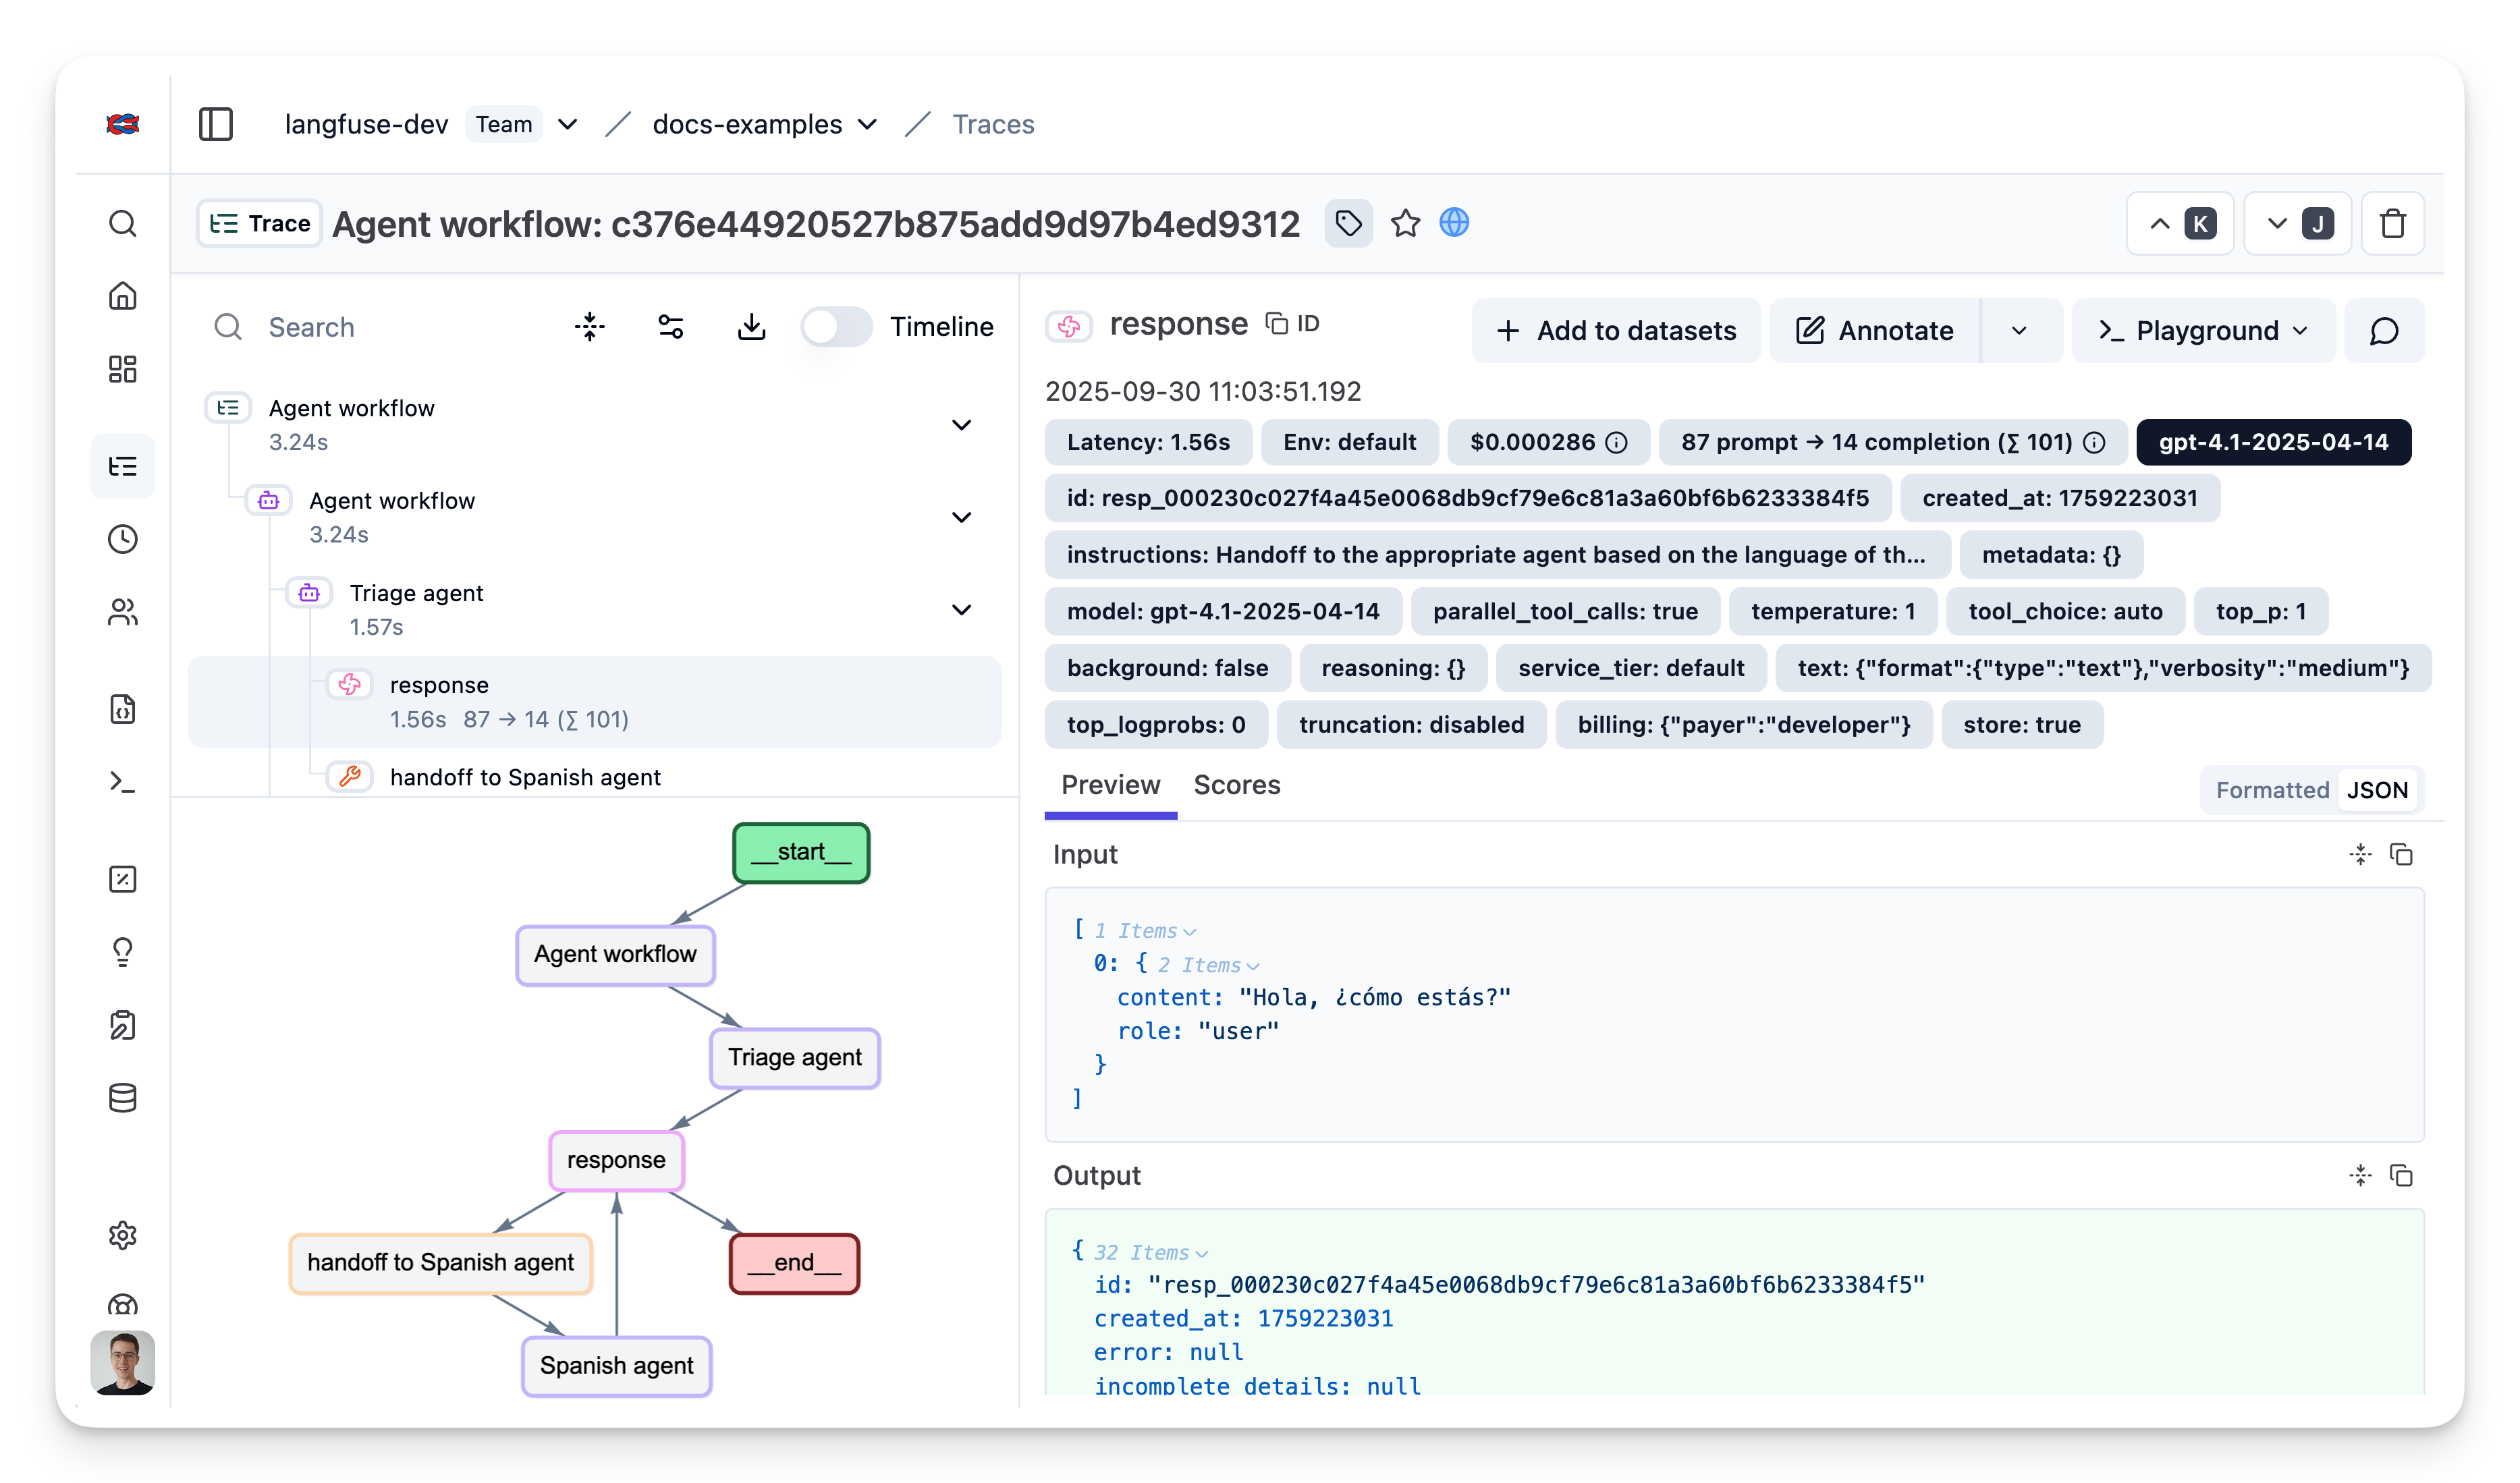 langfuse-dev Team / docs-examples / Traces
Trace Agent workflow: c376e44920527b875add9d97b4ed9312 K J
Search Timeline
Agent workflow
3.24s
Agent workflow
3.24s
Triage agent
1.57s
response
1.56s 87 → 14 (∑ 101)
handoff to Spanish agent
__start__
Agent workflow
Triage agent
response
handoff to Spanish agent
__end__
Spanish agent
response ID
Add to datasets Annotate Playground
2025-09-30 11:03:51.192
Latency: 1.56s Env: default $0.000286 87 prompt → 14 completion (∑ 101) gpt-4.1-2025-04-14
id: resp_000230c027f4a45e0068db9cf79e6c81a3a60bf6b6233384f5 created_at: 1759223031
instructions: Handoff to the appropriate agent based on the language of th... metadata: {}
model: gpt-4.1-2025-04-14 parallel_tool_calls: true temperature: 1 tool_choice: auto top_p: 1
background: false reasoning: {} service_tier: default text: {"format":{"type":"text"},"verbosity":"medium"}
top_logprobs: 0 truncation: disabled billing: {"payer":"developer"} store: true
Preview Scores Formatted JSON
Input
[ 1 Items
0: { 2 Items
content: "Hola, ¿cómo estás?"
role: "user"
}
]
Output
{ 32 Items
id: "resp_000230c027f4a45e0068db9cf79e6c81a3a60bf6b6233384f5"
created_at: 1759223031
error: null
incomplete_details: null